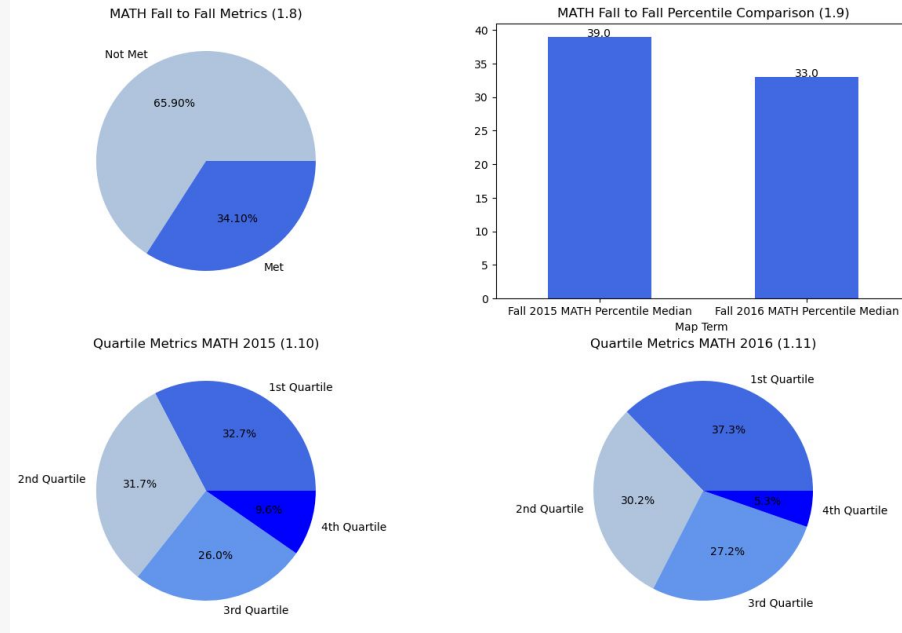 MATH Fall to Fall Metrics (1.8)
Not Met
65.90%
34.10%
Met
MATH Fall to Fall Percentile Comparison (1.9)
40
35
30
25
20
15
10
5
0
39.0
33.0
Fall 2015 MATH Percentile Median
Fall 2016 MATH Percentile Median
Map Term
Quartile Metrics MATH 2015 (1.10)
1st Quartile
32.7%
2nd Quartile
31.7%
9.6%
4th Quartile
26.0%
3rd Quartile
Quartile Metrics MATH 2016 (1.11)
1st Quartile
37.3%
2nd Quartile
30.2%
5.3%
4th Quartile
27.2%
3rd Quartile